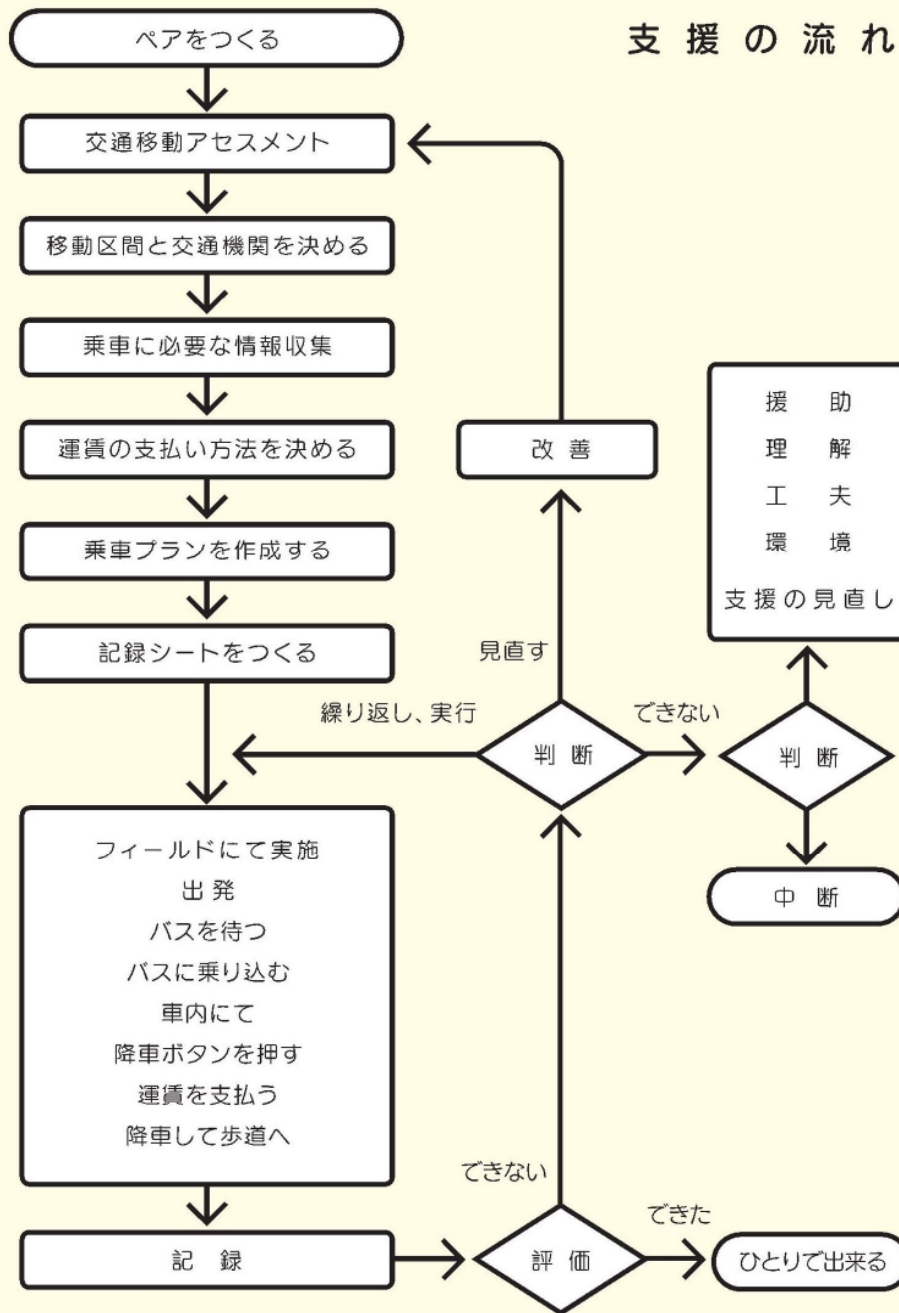 支援の流れ
ペアをつくる
交通移動アセスメント
移動区間と交通機関を決める
乗車に必要な情報収集
運賃の支払い方法を決める
乗車プランを作成する
記録シートをつくる
フィールドにて実施
出発
バスを待つ
バスに乗り込む
車内にて
降車ボタンを押す
運賃を支払う
降車して歩道へ
記録
評価
できた
ひとりで出来る
できない
判断
繰り返し、実行
見直す
改善
できない
判断
援助
理解
工夫
環境
支援の見直し
中断